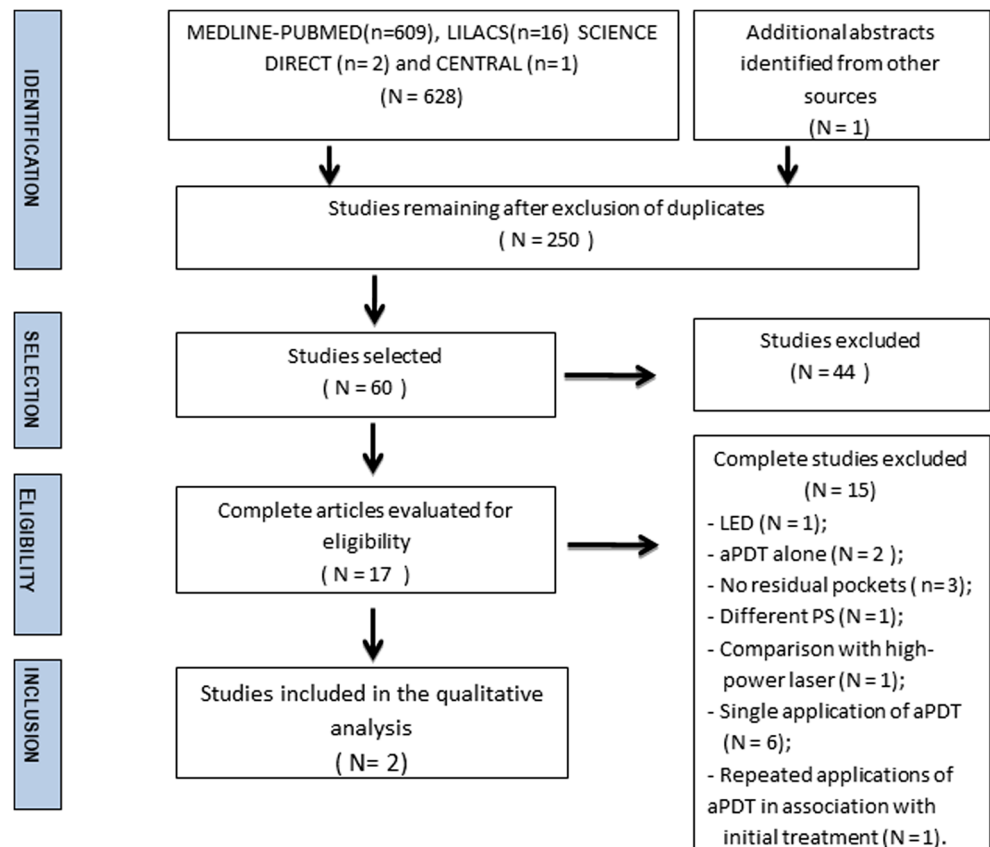 IDENTIFICATION
MEDLINE-PUBMED(n=609), LILACS(n=16) SCIENCE
DIRECT (n= 2) and CENTRAL (n=1)
(N = 628)
Additional abstracts
identified from other
sources
(N = 1)
Studies remaining after exclusion of duplicates
( N = 250 )
SELECTION
Studies selected
( N = 60 )
Studies excluded
(N = 44 )
ELIGIBILITY
Complete articles evaluated for
eligibility
( N = 17 )
Complete studies excluded
(N = 15)
- LED (N = 1);
- aPDT alone (N = 2 );
- No residual pockets ( n=3);
- Different PS (N = 1);
- Comparison with high-
power laser (N = 1);
- Single application of aPDT
(N = 6);
- Repeated applications of
aPDT in association with
initial treatment (N = 1).
INCLUSION
Studies included in the qualitative
analysis
( N= 2)